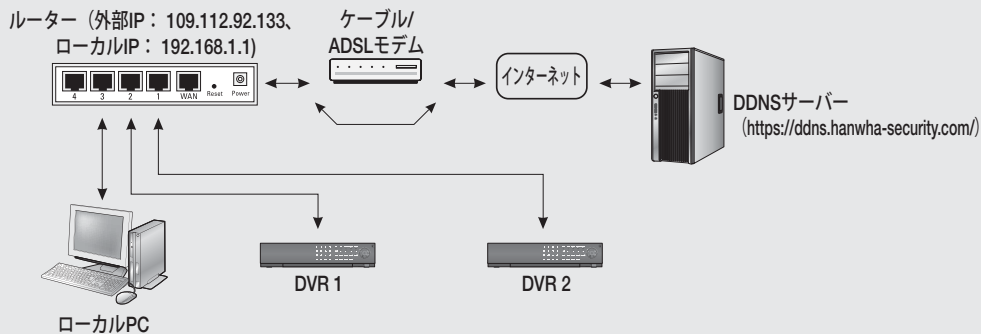 ルーター（外部IP： 109.112.92.133、
ローカルIP： 192.168.1.1)
ケーブル/
ADSLモデム
インターネット
4 3 2 1 WAN Reset Power
DDNSサーバー
（https://ddns.hanwha-security.com/）
DVR 1
DVR 2
ローカルPC